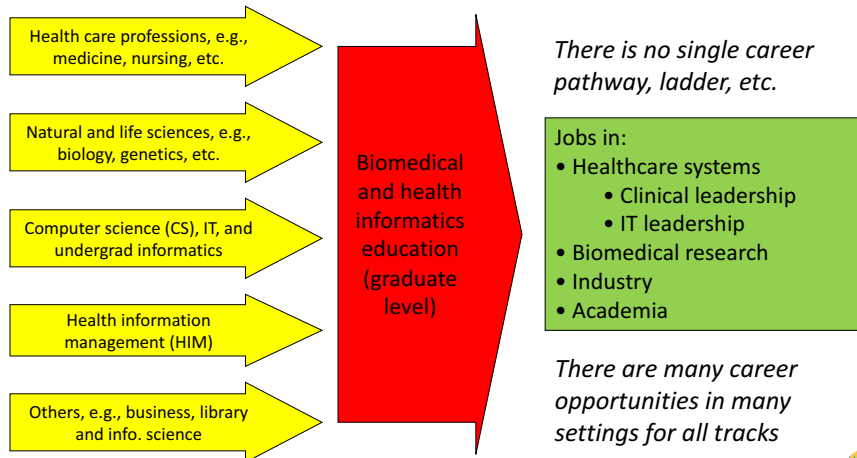 Health care professions, e.g.,
medicine, nursing, etc.
Natural and life sciences, e.g.,
biology, genetics, etc.
Computer science (CS), IT, and
undergrad informatics
Health information
management (HIM)
Others, e.g., business, library
and info. science
Biomedical
and health
informatics
education
(graduate
level)
There is no single career
pathway, ladder, etc.
Jobs in:
• Healthcare systems
• Clinical leadership
• IT leadership
• Biomedical research
• Industry
• Academia
There are many career
opportunities in many
settings for all tracks